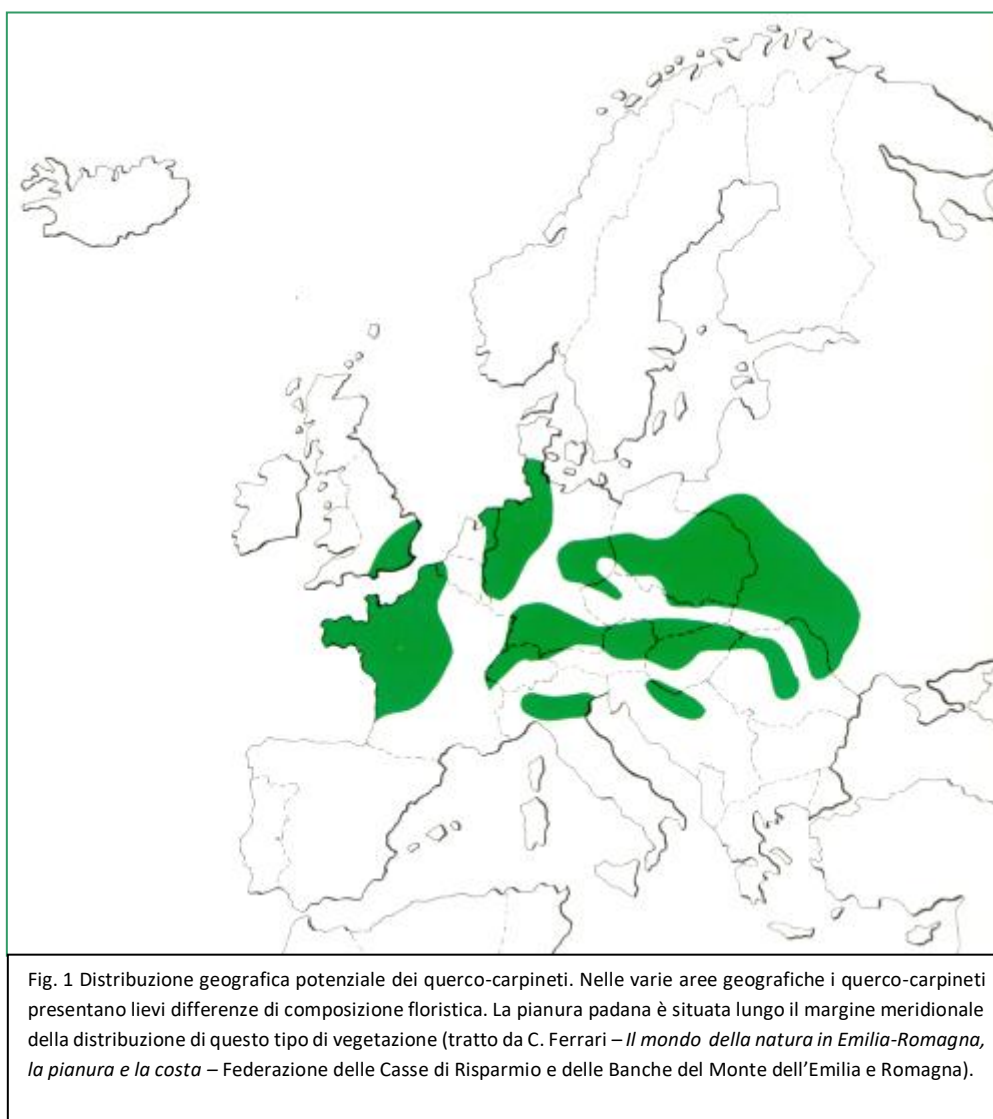 Fig. 1 Distribuzione geografica potenziale dei querco-carpineti. Nelle varie aree geografiche i querco-carpineti
presentano lievi differenze di composizione floristica. La pianura padana è situata lungo il margine meridionale
della distribuzione di questo tipo di vegetazione (tratto da C. Ferrari – Il mondo della natura in Emilia-Romagna,
la pianura e la costa – Federazione delle Casse di Risparmio e delle Banche del Monte dell’Emilia e Romagna).